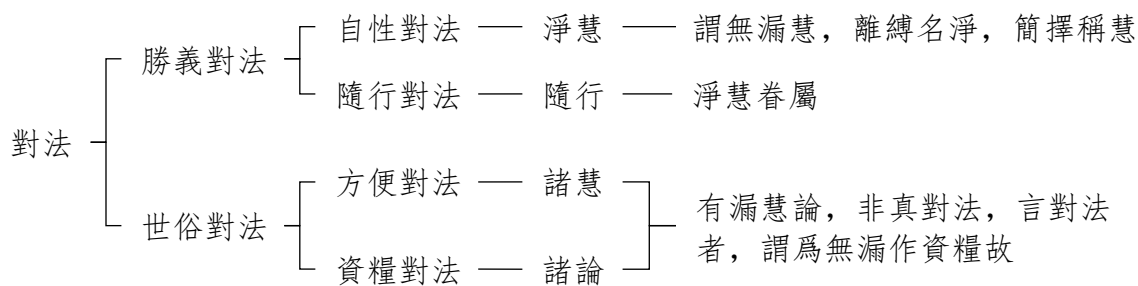 自性對法 淨慧 謂無漏慧，離縛名淨，簡擇稱慧
勝義對法
隨行對法 隨行 淨慧眷屬
對法
方便對法 諸慧
有漏慧論，非真對法，言對法
世俗對法
者，謂爲無漏作資糧故
資糧對法 諸論